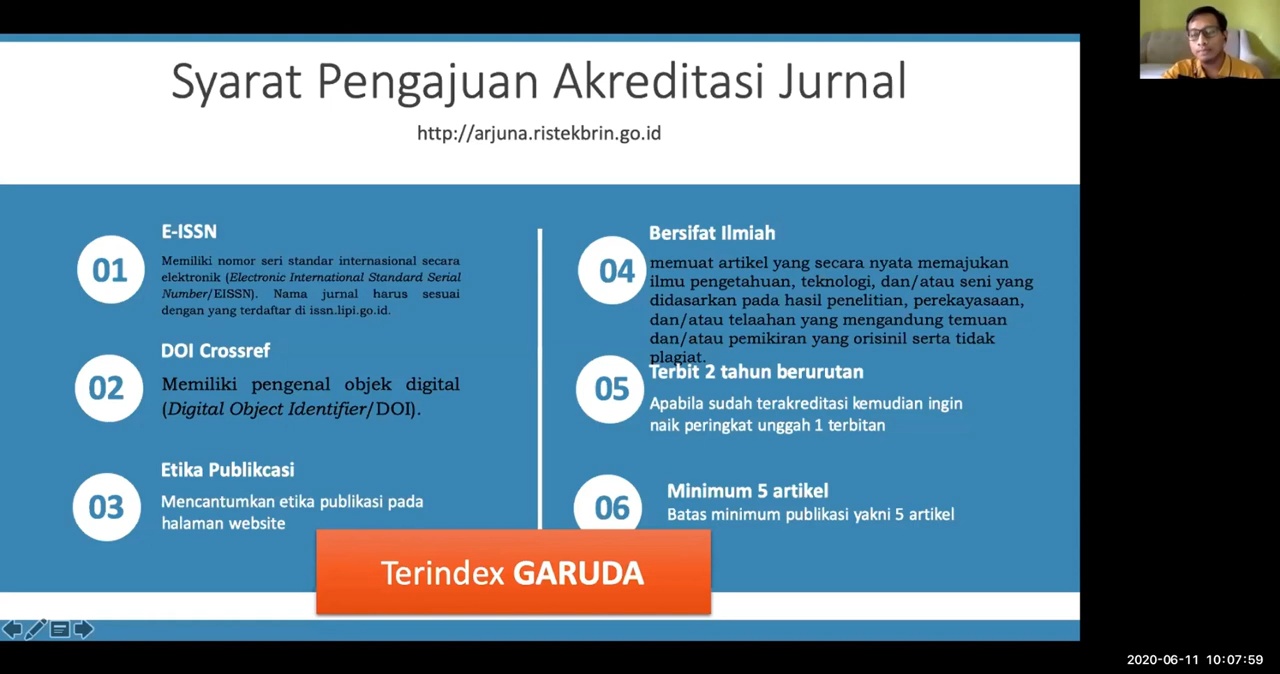 Syarat Pengajuan Akreditasi Jurnal
http://arjuna.ristekbrin.go.id
01
E-ISSN
Memiliki nomor seri standar internasional secara
elektronik (Electronic International Standard Serial
Number/EISSN). Nama jurnal harus sesuai
dengan yang terdaftar di issn.lipi.go.id.
02
DOI Crossref
Memiliki pengenal objek digital
(Digital Object Identifier/DOI).
03
Etika Publikcasi
Mencantumkan etika publikasi pada
halaman website
04
Bersifat Ilmiah
memuat artikel yang secara nyata memajukan
ilmu pengetahuan, teknologi, dan/atau seni yang
didasarkan pada hasil penelitian, perekayasaan,
dan/atau telaahan yang mengandung temuan
dan/atau pemikiran yang orisinil serta tidak
plagiat.
05
Terbit 2 tahun berurutan
Apabila sudah terakreditasi kemudian ingin
naik peringkat unggah 1 terbitan
06
Minimum 5 artikel
Batas minimum publikasi yakni 5 artikel
Terindex GARUDA
2020-06-11 10:07:59